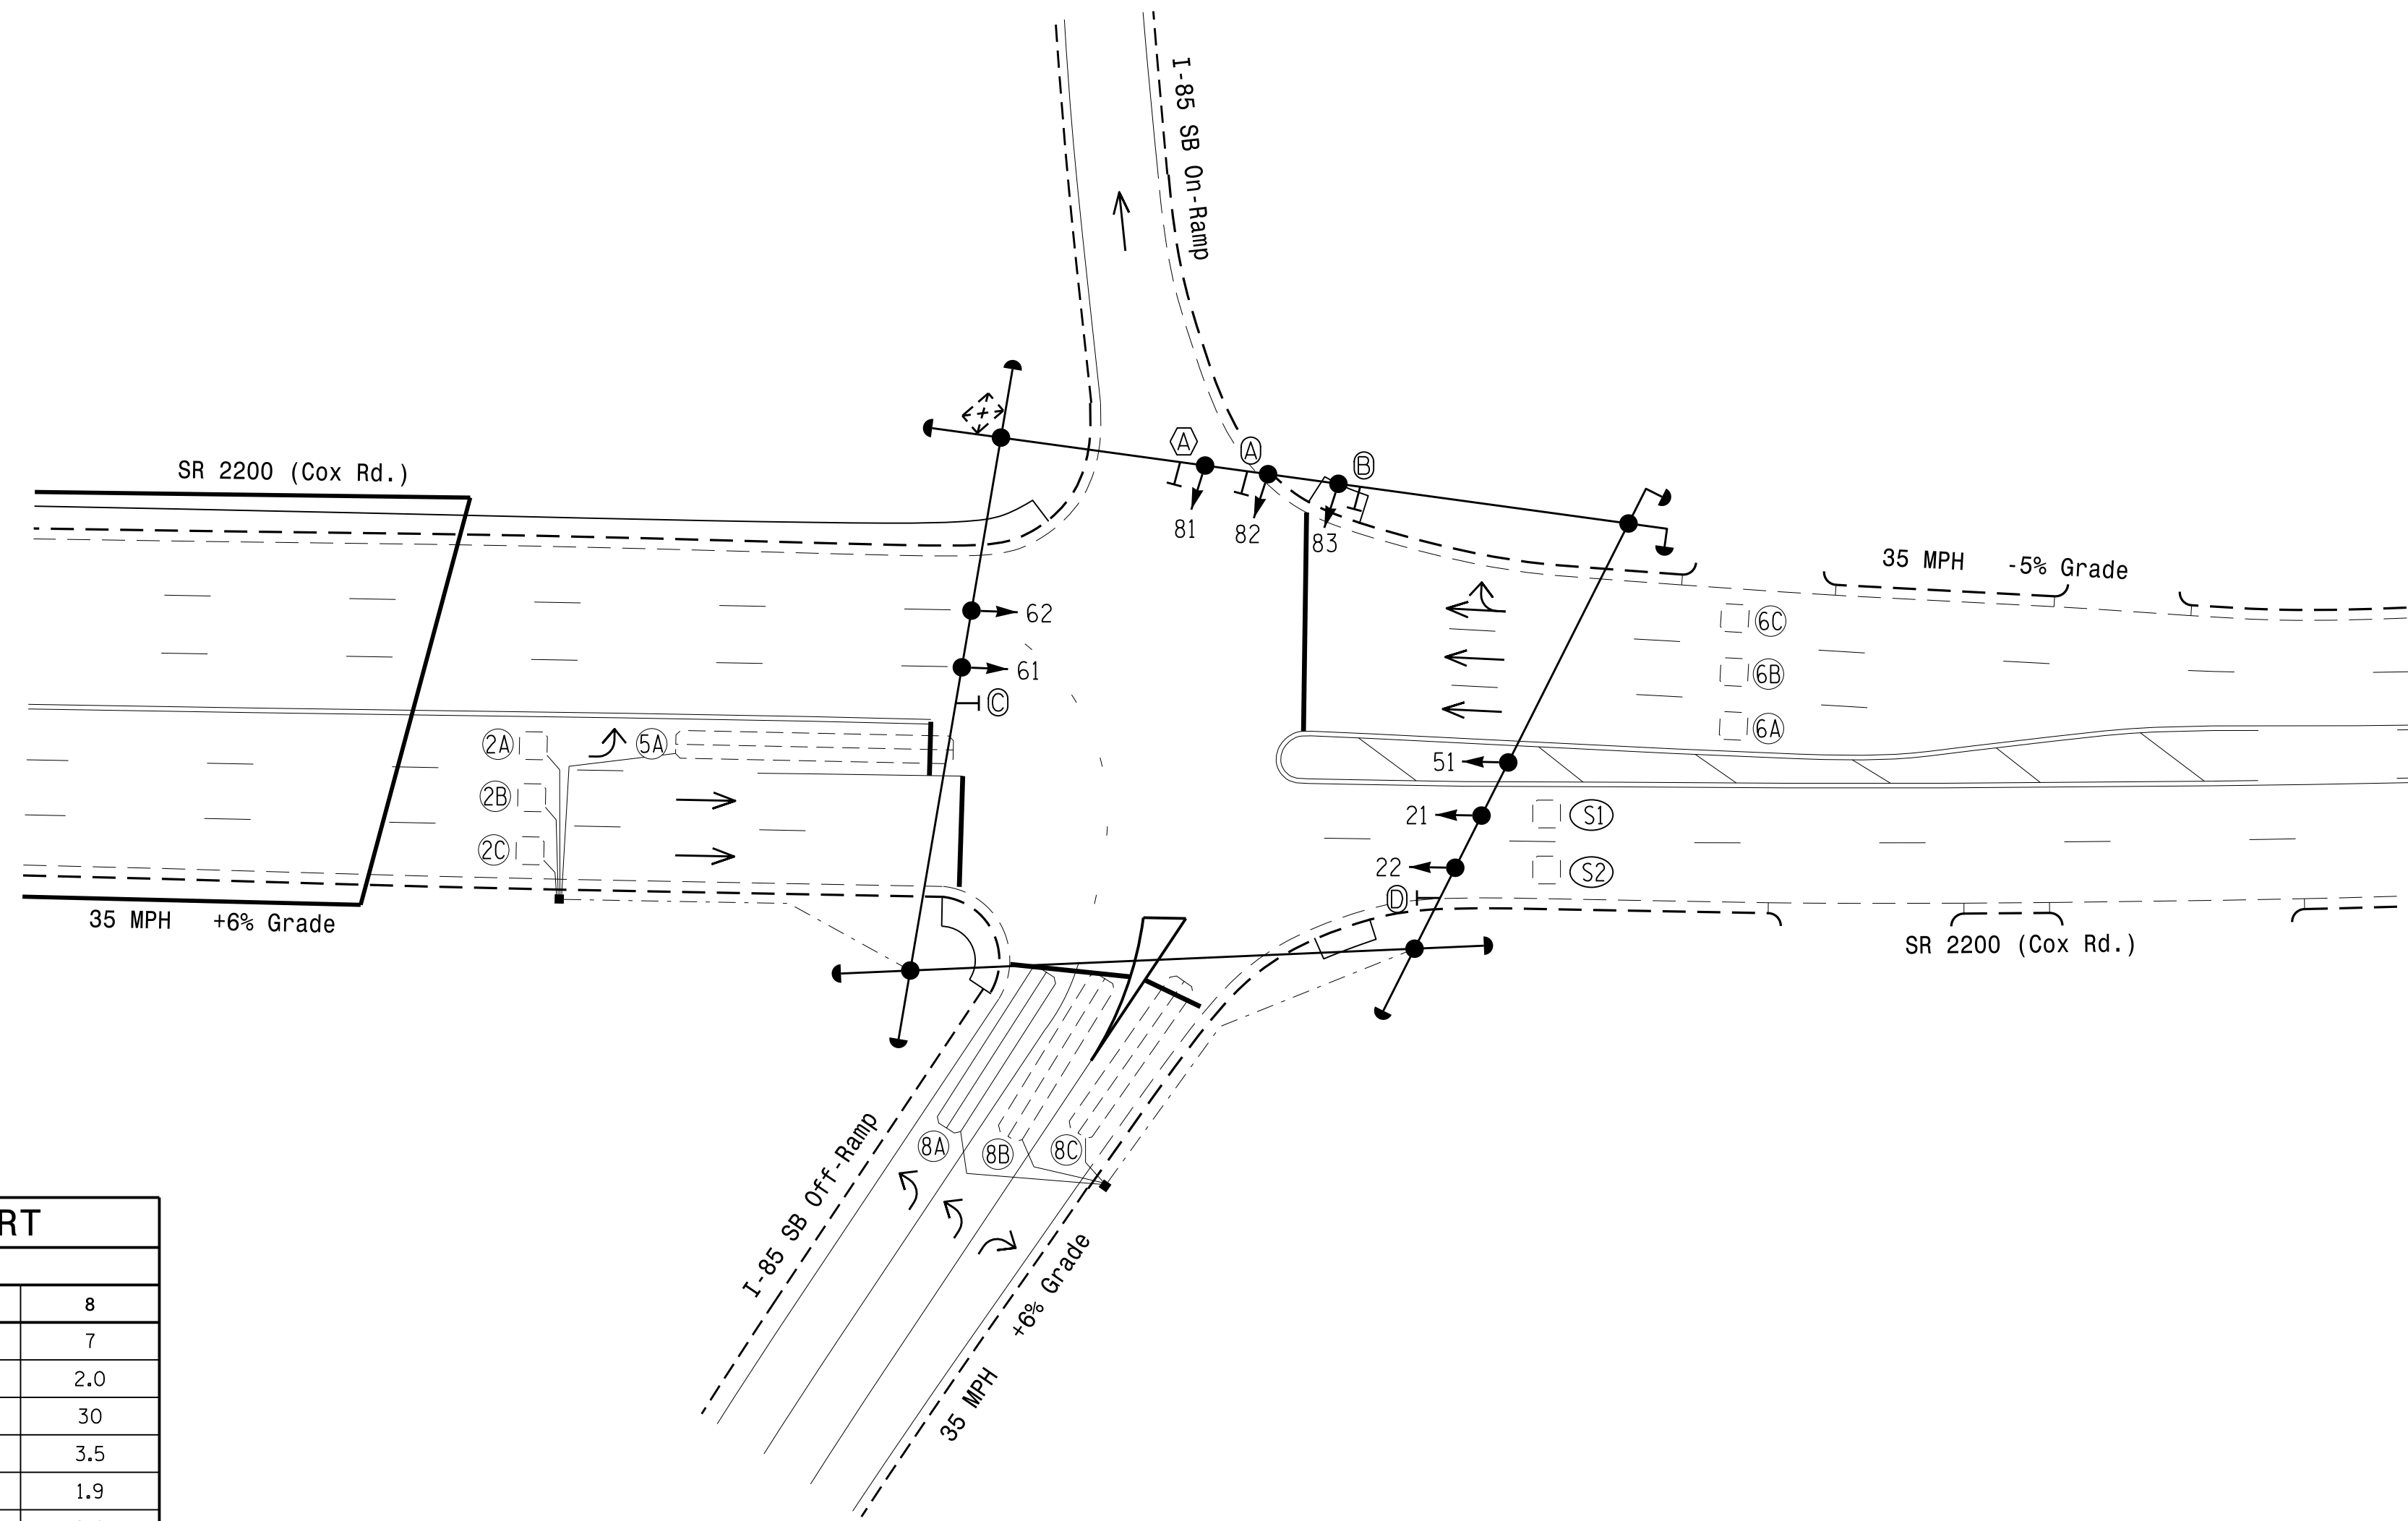 I-85 SB On-Ramp
A
A
B
81
82
83
SR 2200 (Cox Rd.)
62
61
C
35 MPH -5% Grade
6C
6B
6A
2A
5A
2B
2C
51
21
S1
22
S2
D
35 MPH +6% Grade
SR 2200 (Cox Rd.)
8A
8B
8C
I-85 SB Off-Ramp
35 MPH +6% Grade
RT
8
7
2.0
30
3.5
1.9